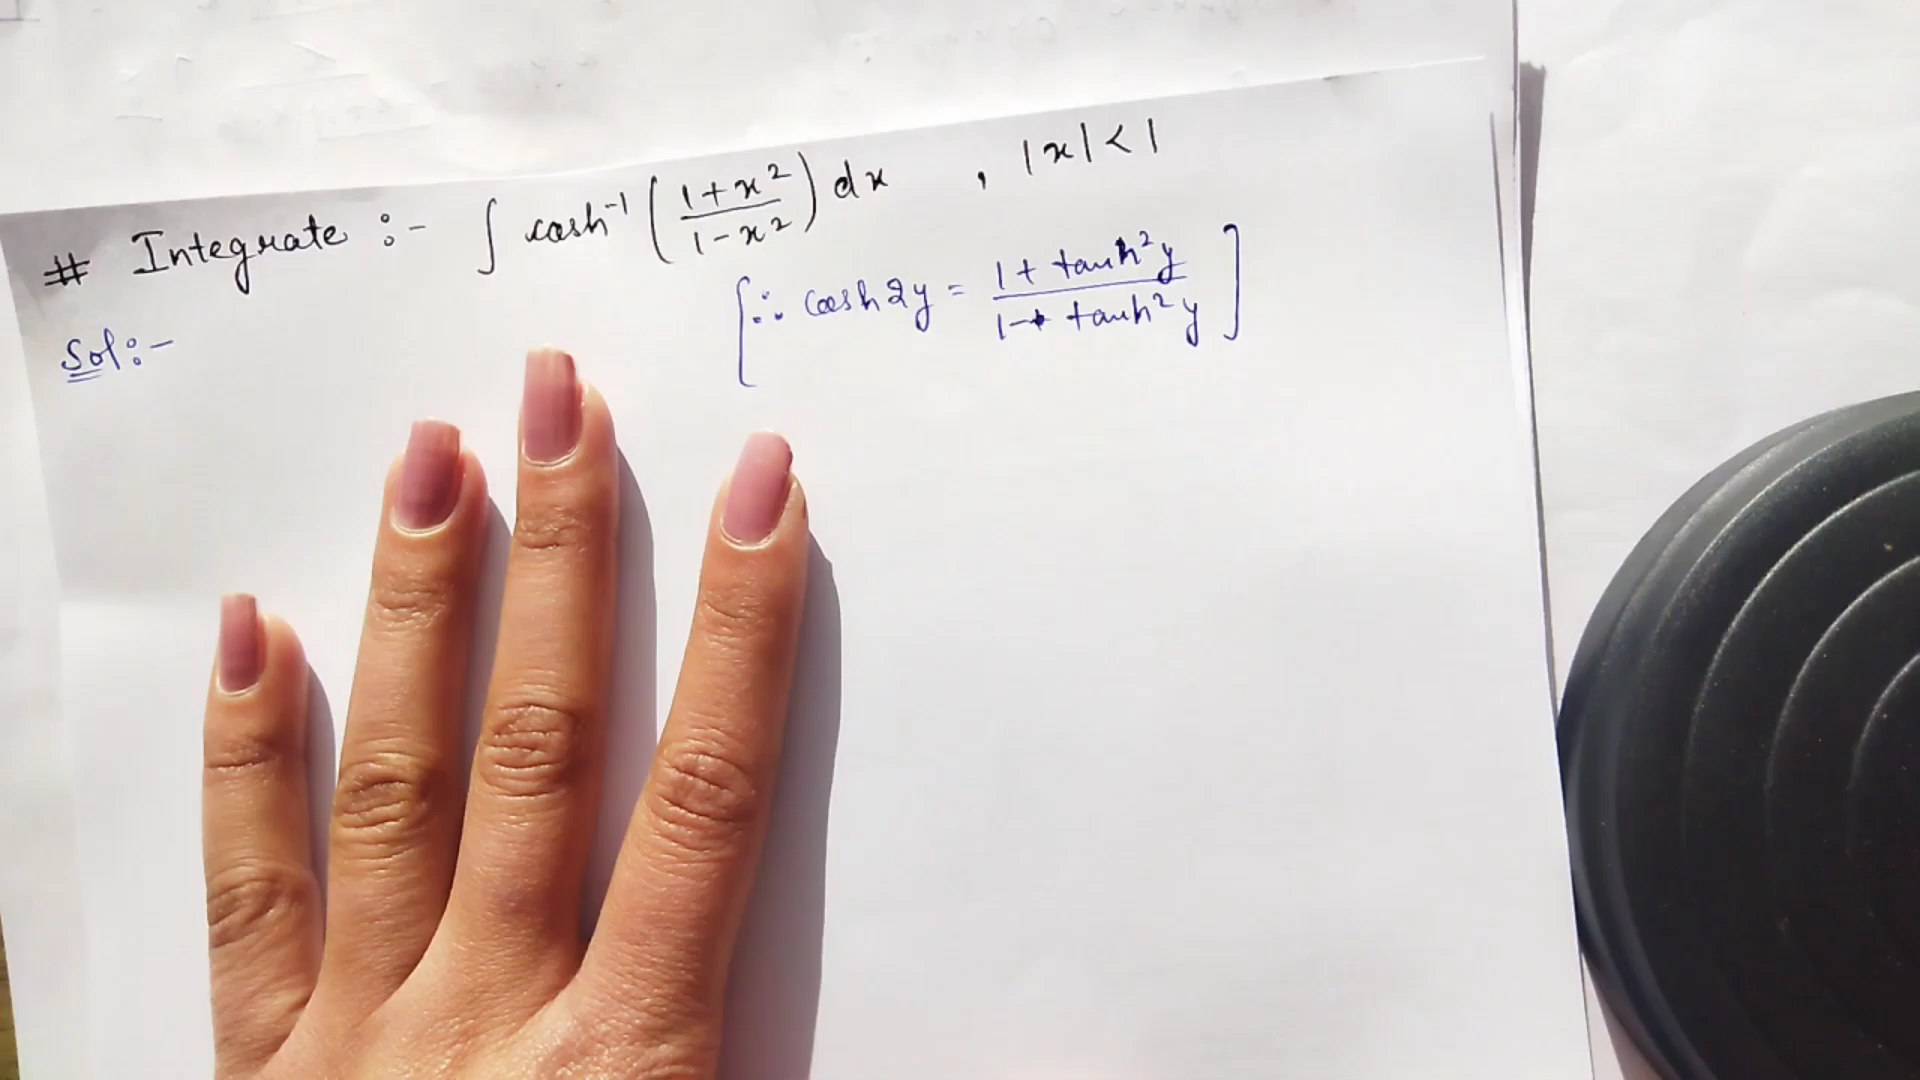 # Integrate :- ∫ cosh⁻¹ ( (1+x²)/(1-x²) ) dx , |x| < 1
Sol:- [∵ cosh2y = (1 + tanh²y)/(1- tanh²y) ]